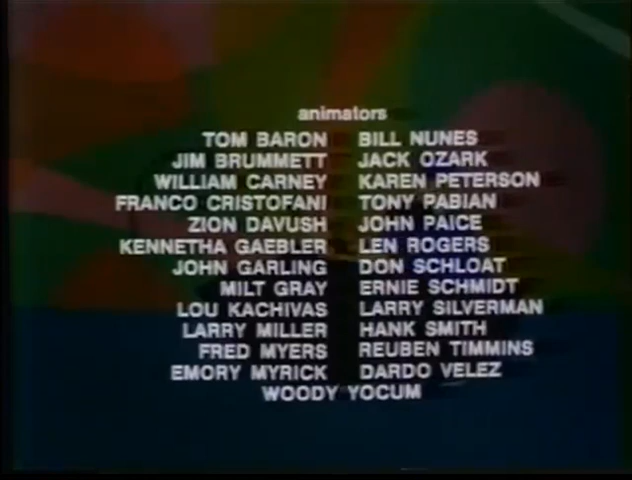 animators
TOM BARON BILL NUNES
JIM BRUMMETT JACK OZARK
WILLIAM CARNEY KAREN PETERSON
FRANCO CRISTOFANI TONY PABIAN
ZION DAVUSH JOHN PAICE
KENNETHA GAEBLER LEN ROGERS
JOHN GARLING DON SCHLOAT
MILT GRAY ERNIE SCHMIDT
LOU KACHIVAS LARRY SILVERMAN
LARRY MILLER HANK SMITH
FRED MYERS REUBEN TIMMINS
EMORY MYRICK DARDO VELEZ
WOODY YOCUM